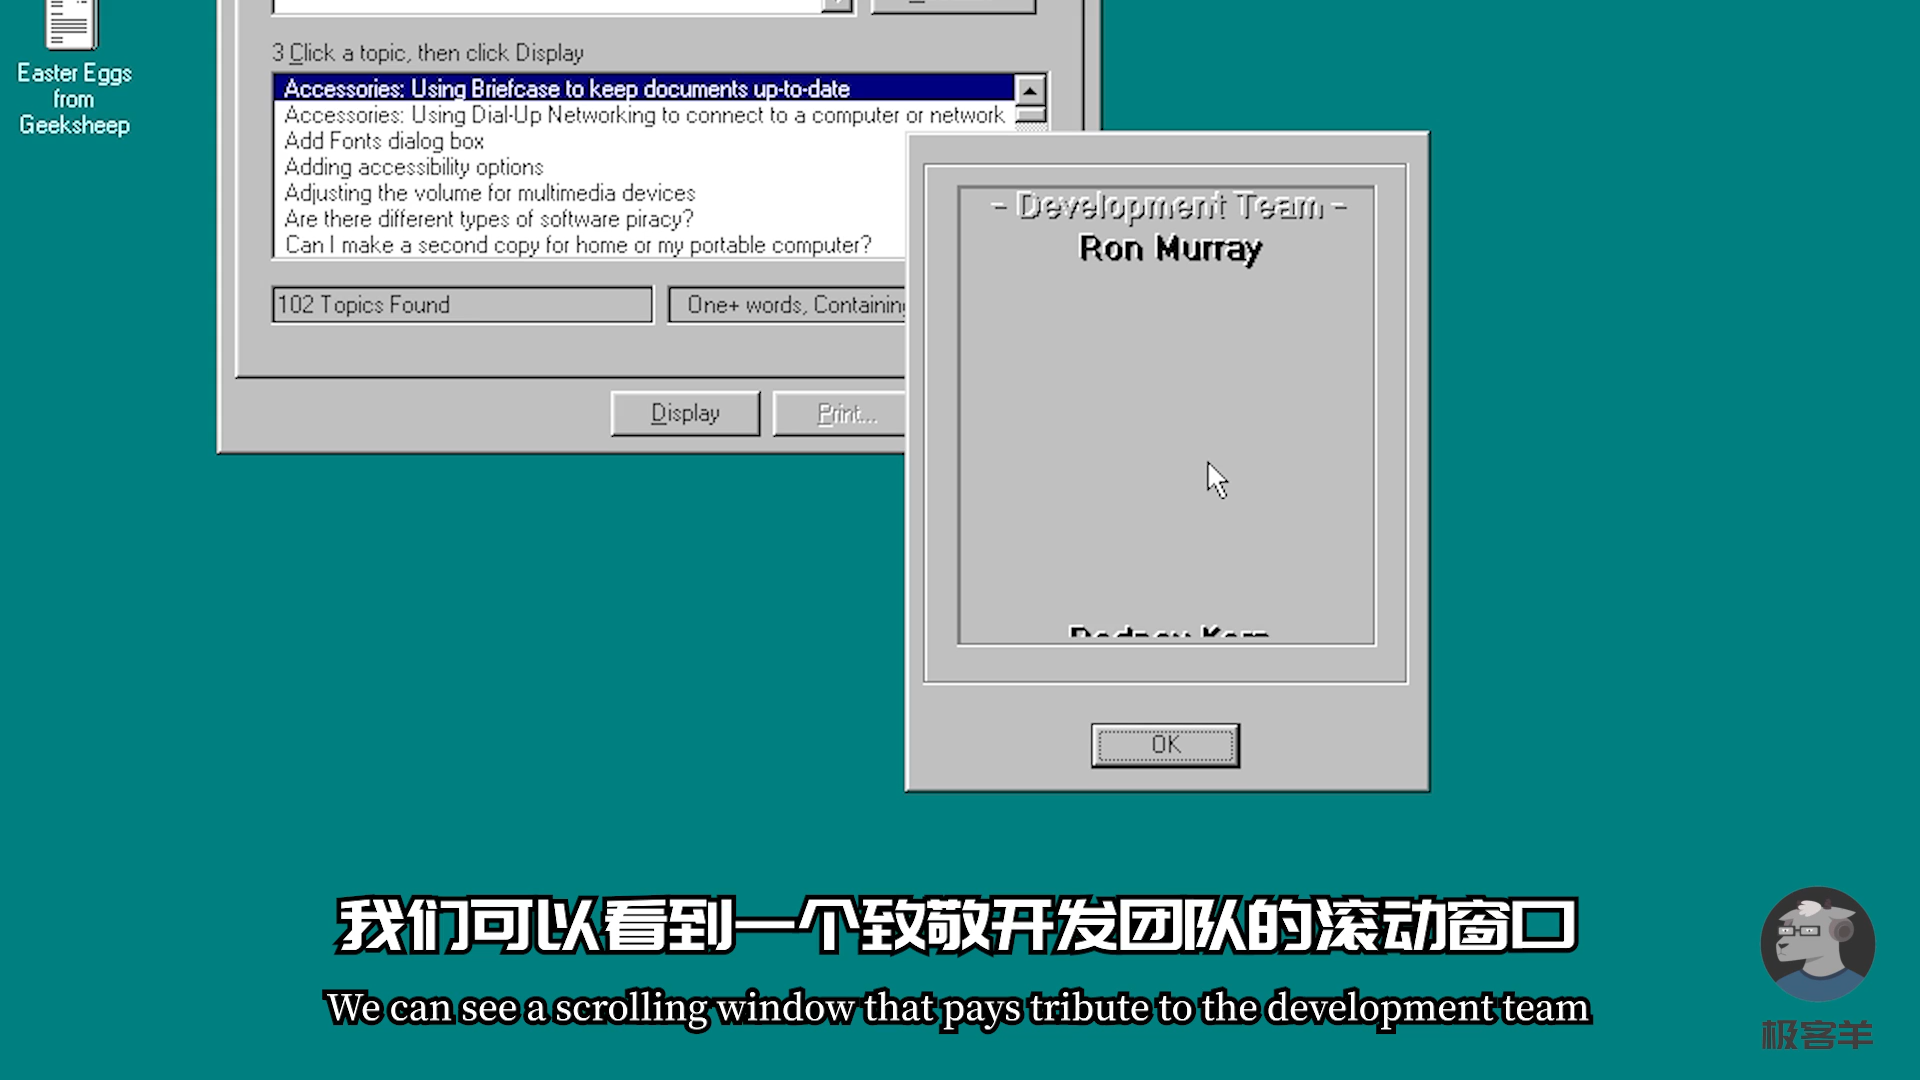 Easter Eggs
from
Geeksheep
3 Click a topic, then click Display
Accessories: Using Briefcase to keep documents up-to-date
Accessories: Using Dial-Up Networking to connect to a computer or network
Add Fonts dialog box
Adding accessibility options
Adjusting the volume for multimedia devices
Are there different types of software piracy?
Can I make a second copy for home or my portable computer?
102 Topics Found
One+ words, Containing
Display
Print...
- Development Team -
Ron Murray
OK
我们可以看到一个致敬开发团队的滚动窗口
We can see a scrolling window that pays tribute to the development team
极客羊